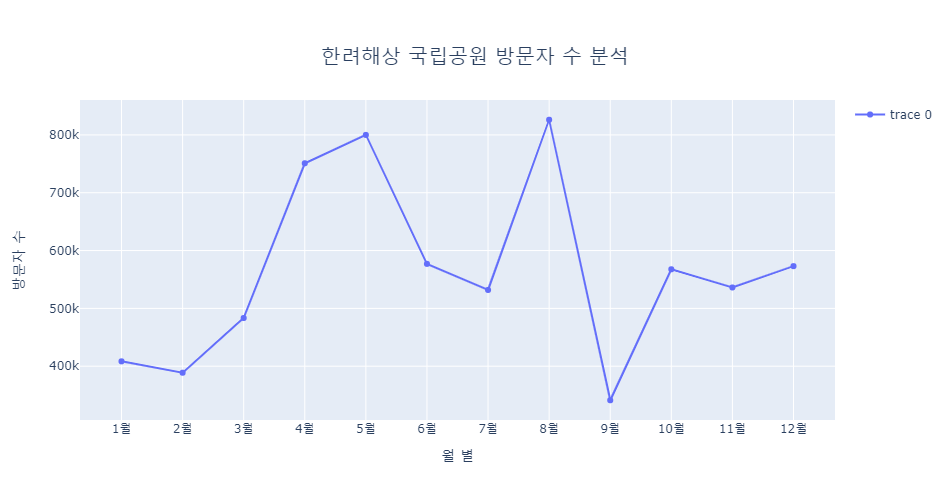 한려해상 국립공원 방문자 수 분석
trace 0
방문자 수
800k
700k
600k
500k
400k
1월 2월 3월 4월 5월 6월 7월 8월 9월 10월 11월 12월
월 별